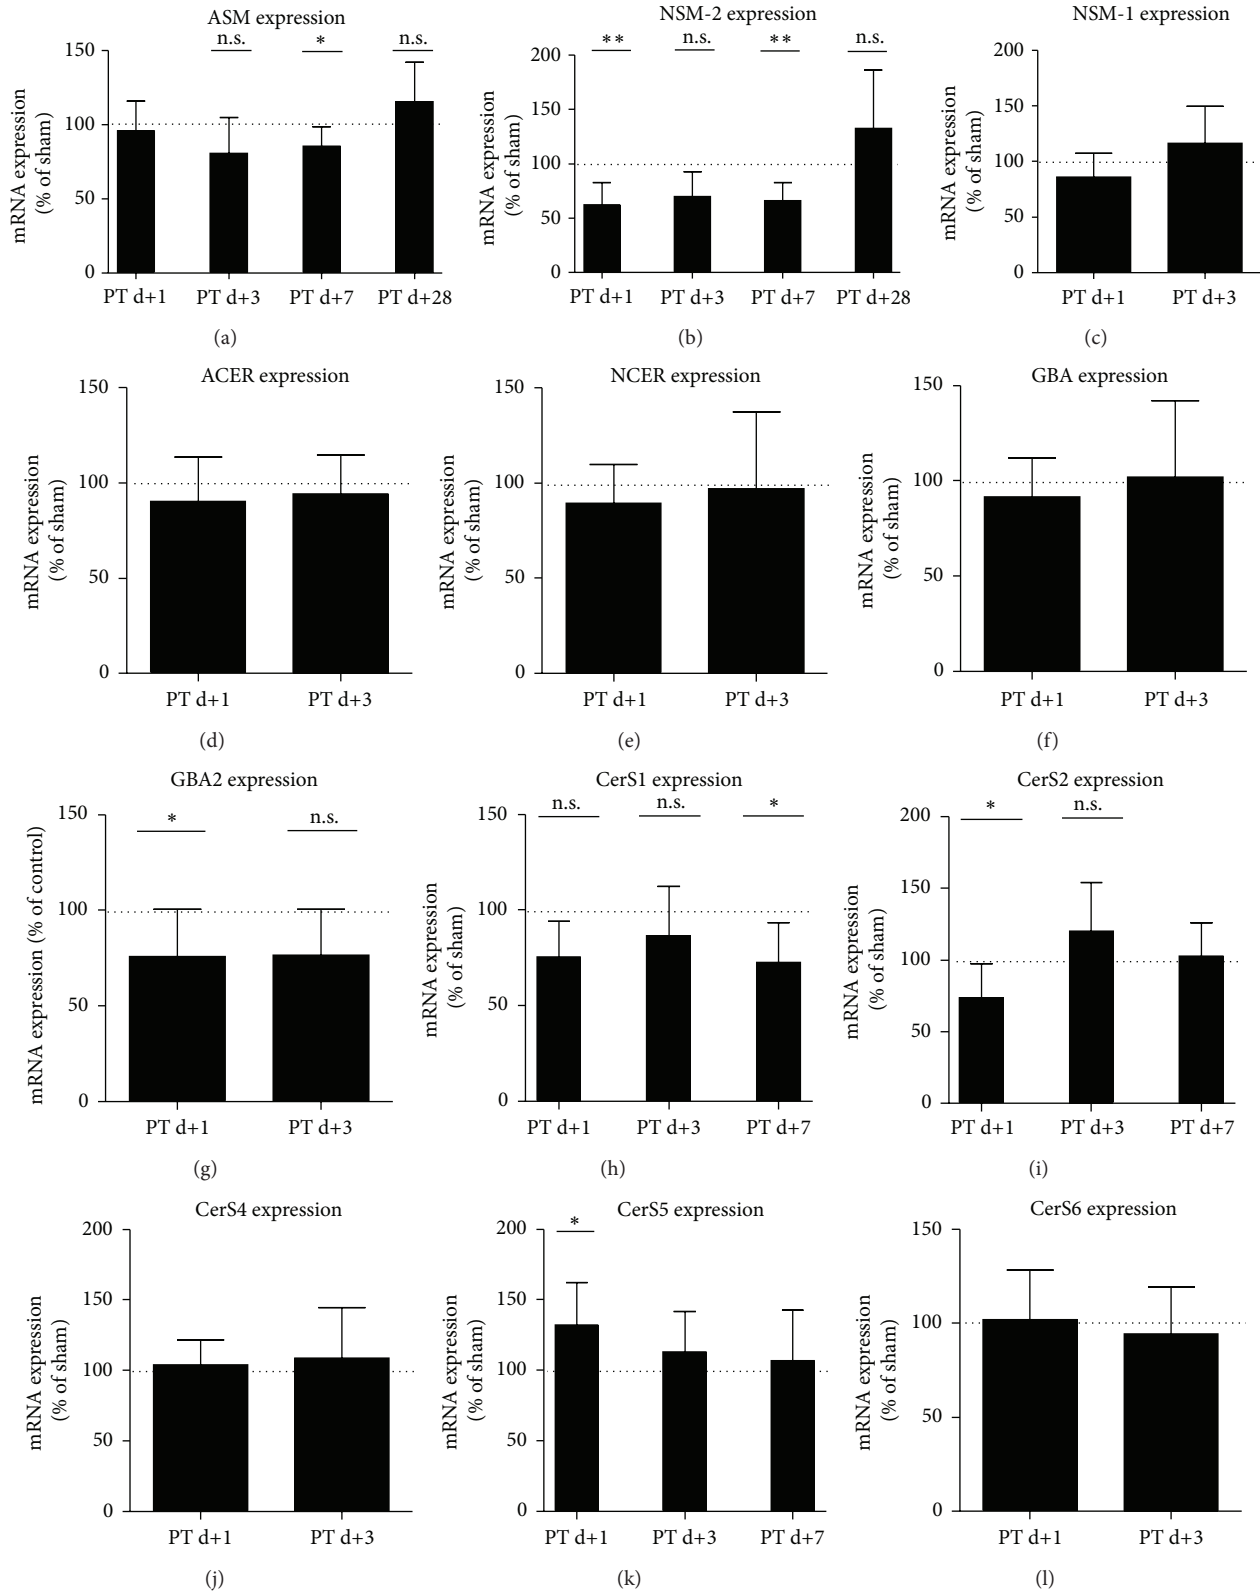 ASM expression
n.s.
*
n.s.
150
100
50
0
mRNA expression
(% of sham)
PT d+1 PT d+3 PT d+7 PT d+28
(a)
NSM-2 expression
**
n.s.
**
n.s.
200
150
100
50
0
mRNA expression
(% of sham)
PT d+1 PT d+3 PT d+7 PT d+28
(b)
NSM-1 expression
200
150
100
50
0
mRNA expression
(% of sham)
PT d+1 PT d+3
(c)
ACER expression
150
100
50
0
mRNA expression
(% of sham)
PT d+1 PT d+3
(d)
NCER expression
150
100
50
0
mRNA expression
(% of sham)
PT d+1 PT d+3
(e)
GBA expression
150
100
50
0
mRNA expression
(% of sham)
PT d+1 PT d+3
(f)
GBA2 expression
*
n.s.
150
100
50
0
mRNA expression (% of control)
PT d+1 PT d+3
(g)
CerS1 expression
n.s.
n.s.
*
150
100
50
0
mRNA expression
(% of sham)
PT d+1 PT d+3 PT d+7
(h)
CerS2 expression
*
n.s.
200
150
100
50
0
mRNA expression
(% of sham)
PT d+1 PT d+3 PT d+7
(i)
CerS4 expression
200
150
100
50
0
mRNA expression
(% of sham)
PT d+1 PT d+3
(j)
CerS5 expression
*
200
150
100
50
0
mRNA expression
(% of sham)
PT d+1 PT d+3 PT d+7
(k)
CerS6 expression
150
100
50
0
mRNA expression
(% of sham)
PT d+1 PT d+3
(l)